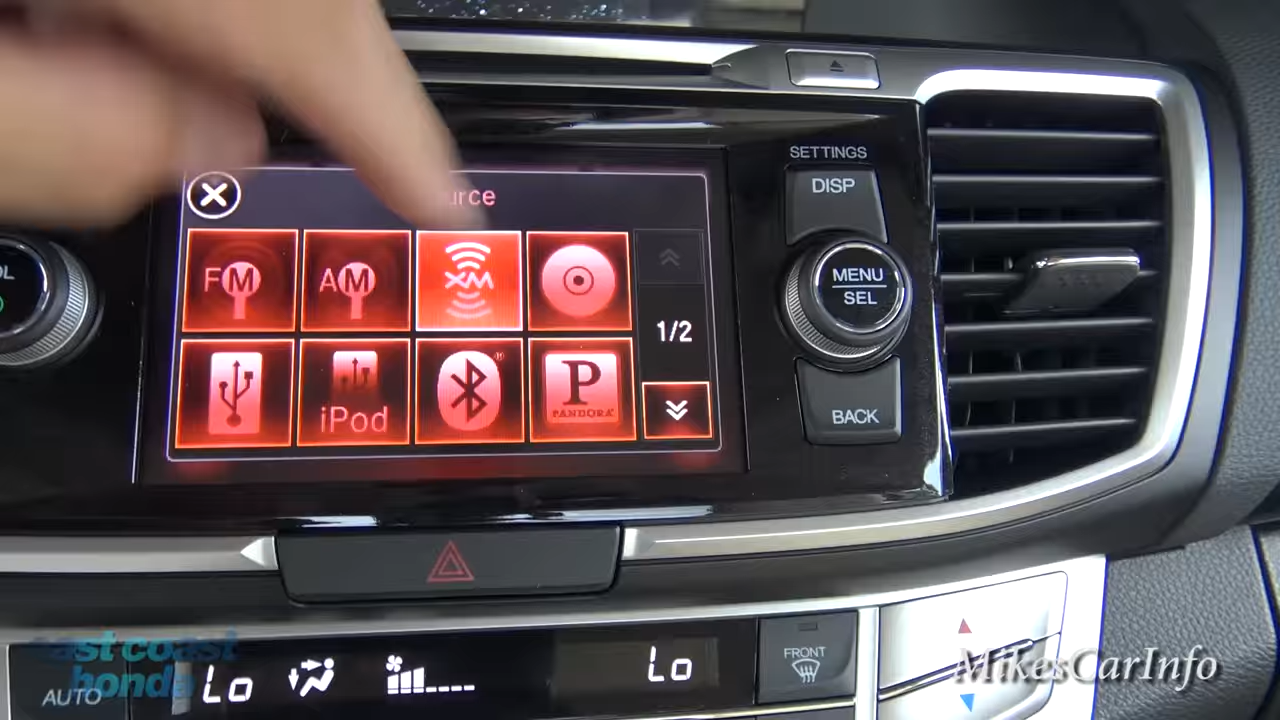 SETTINGS
DISP
FM
AM
XM
1/2
MENU
SEL
iPod
P
PANDORA
BACK
east coast
honda
AUTO
Lo
Lo
FRONT
MikesCarInfo